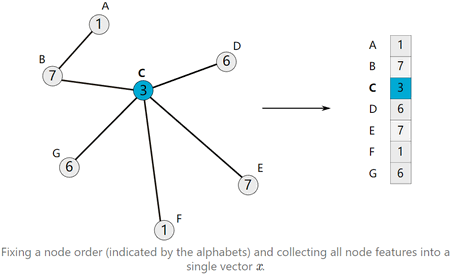 A
1
B
7
C
3
D
6
G
6
E
7
F
1
A 1
B 7
C 3
D 6
E 7
F 1
G 6
Fixing a node order (indicated by the alphabets) and collecting all node features into a
single vector x.